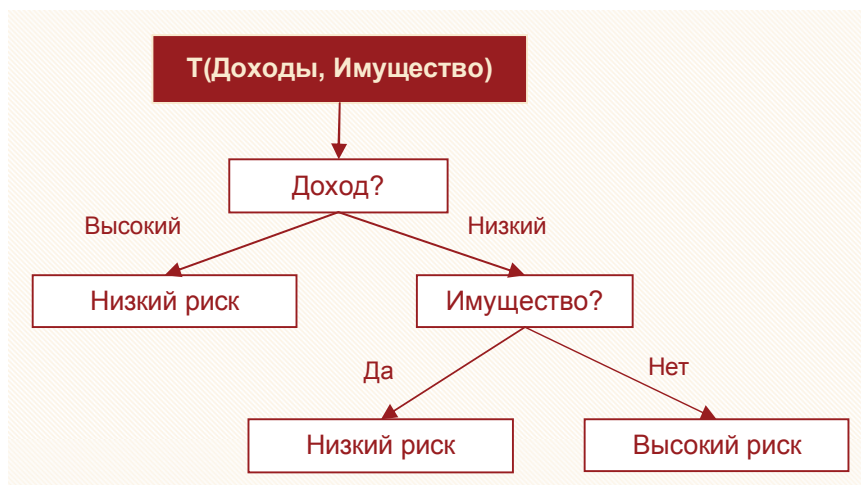 Т(Доходы, Имущество)
Доход?
Высокий
Низкий
Низкий риск
Имущество?
Да
Нет
Низкий риск
Высокий риск